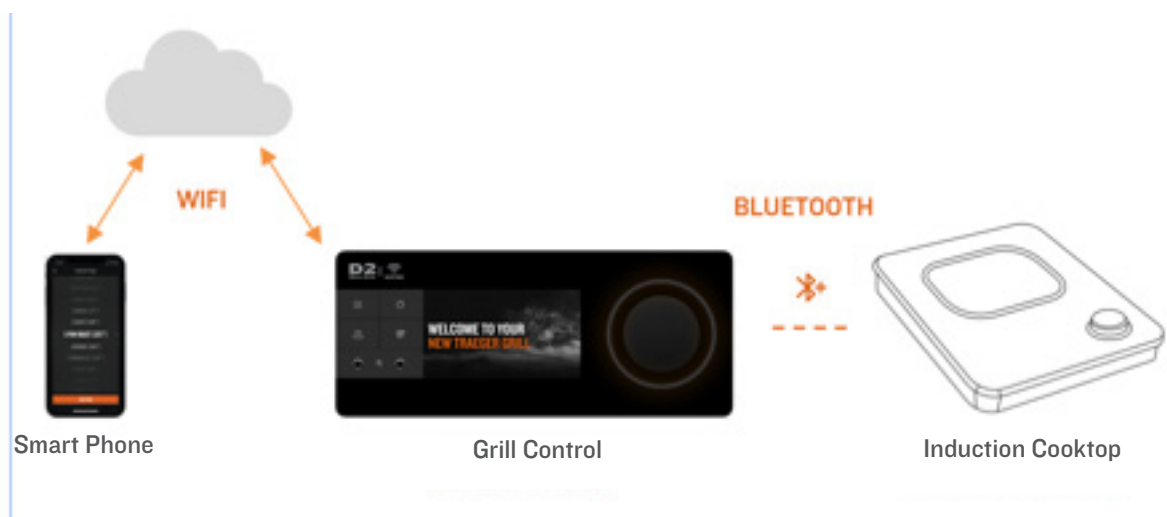 WIFI
BLUETOOTH
D2
WELCOME TO YOUR
NEW TRAEGER GRILL
Smart Phone
Grill Control
Induction Cooktop